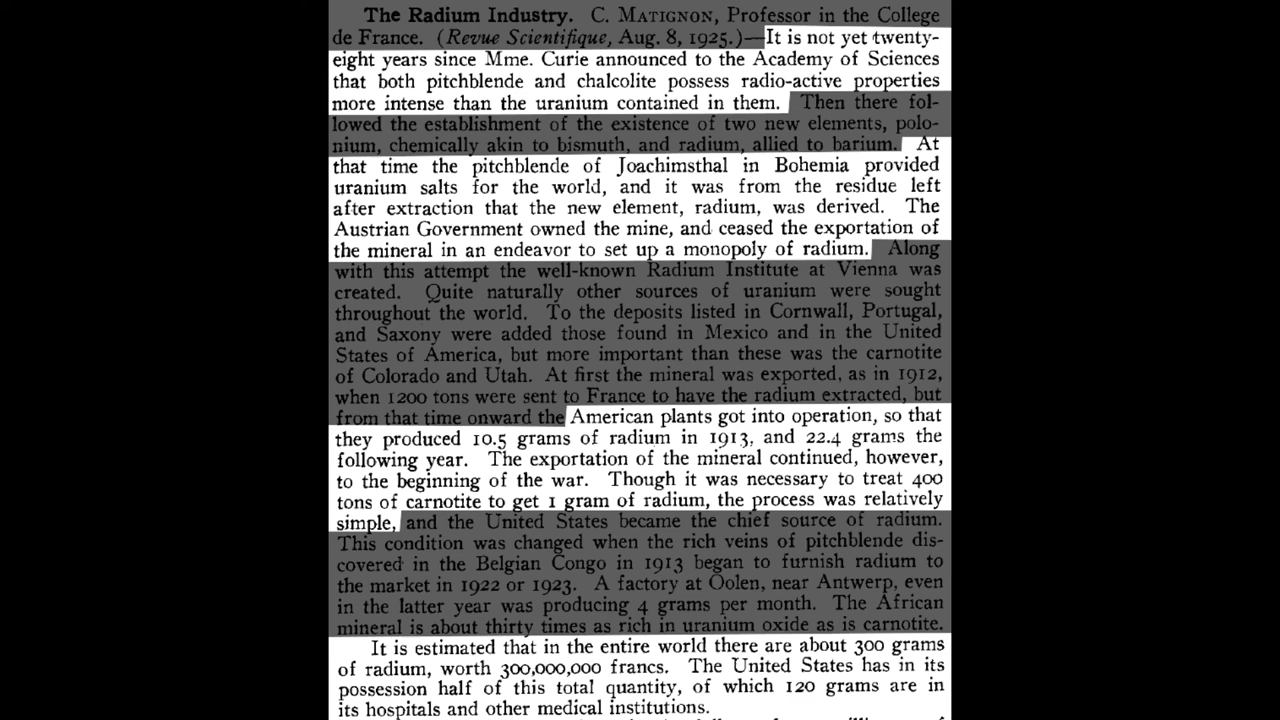 The Radium Industry. C. MATIGNON, Professor in the College
de France. (Revue Scientifique, Aug. 8, 1925.)—It is not yet twenty-
eight years since Mme. Curie announced to the Academy of Sciences
that both pitchblende and chalcolite possess radio-active properties
more intense than the uranium contained in them. Then there fol-
lowed the establishment of the existence of two new elements, polo-
nium, chemically akin to bismuth, and radium, allied to barium. At
that time the pitchblende of Joachimsthal in Bohemia provided
uranium salts for the world, and it was from the residue left
after extraction that the new element, radium, was derived. The
Austrian Government owned the mine, and ceased the exportation of
the mineral in an endeavor to set up a monopoly of radium. Along
with this attempt the well-known Radium Institute at Vienna was
created. Quite naturally other sources of uranium were sought
throughout the world. To the deposits listed in Cornwall, Portugal,
and Saxony were added those found in Mexico and in the United
States of America, but more important than these was the carnotite
of Colorado and Utah. At first the mineral was exported, as in 1912,
when 1200 tons were sent to France to have the radium extracted, but
from that time onward the American plants got into operation, so that
they produced 10.5 grams of radium in 1913, and 22.4 grams the
following year. The exportation of the mineral continued, however,
to the beginning of the war. Though it was necessary to treat 400
tons of carnotite to get 1 gram of radium, the process was relatively
simple, and the United States became the chief source of radium.
This condition was changed when the rich veins of pitchblende dis-
covered in the Belgian Congo in 1913 began to furnish radium to
the market in 1922 or 1923. A factory at Oolen, near Antwerp, even
in the latter year was producing 4 grams per month. The African
mineral is about thirty times as rich in uranium oxide as is carnotite.
It is estimated that in the entire world there are about 300 grams
of radium, worth 300,000,000 francs. The United States has in its
possession half of this total quantity, of which 120 grams are in
its hospitals and other medical institutions.